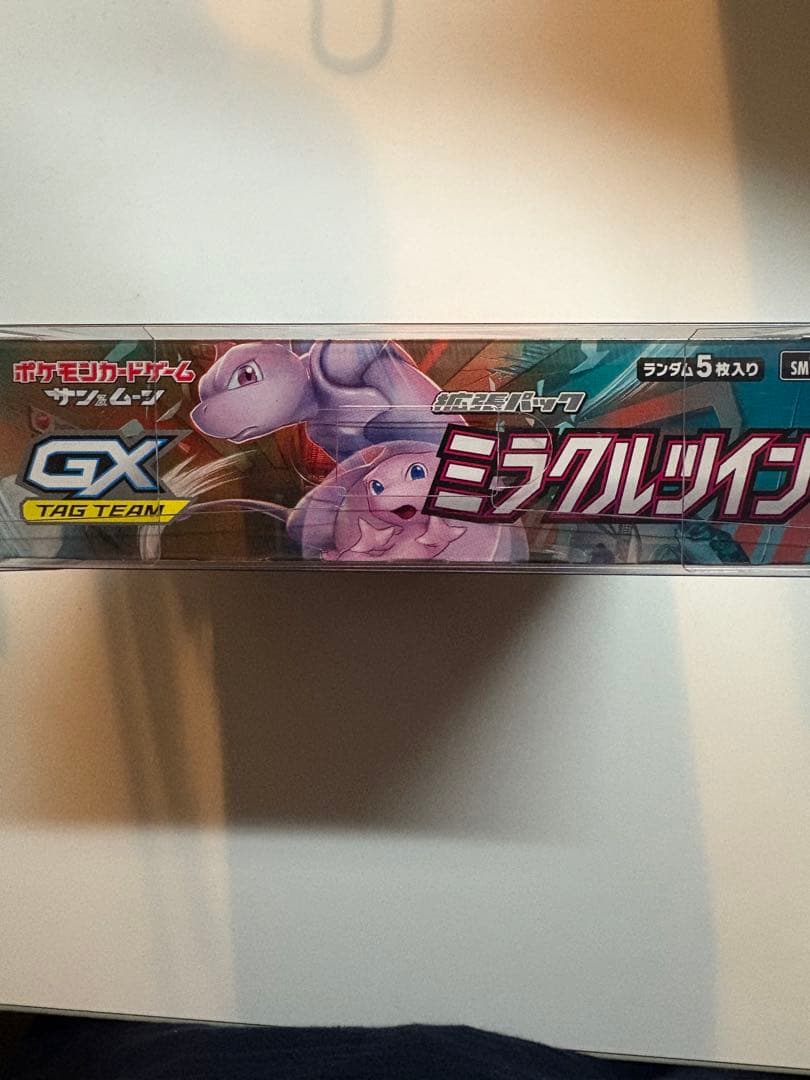 ポケモンカードゲーム
サン&ムーン
GX
TAG TEAM
拡張パック
ミラクルツイン
ランダム5枚入り
SM